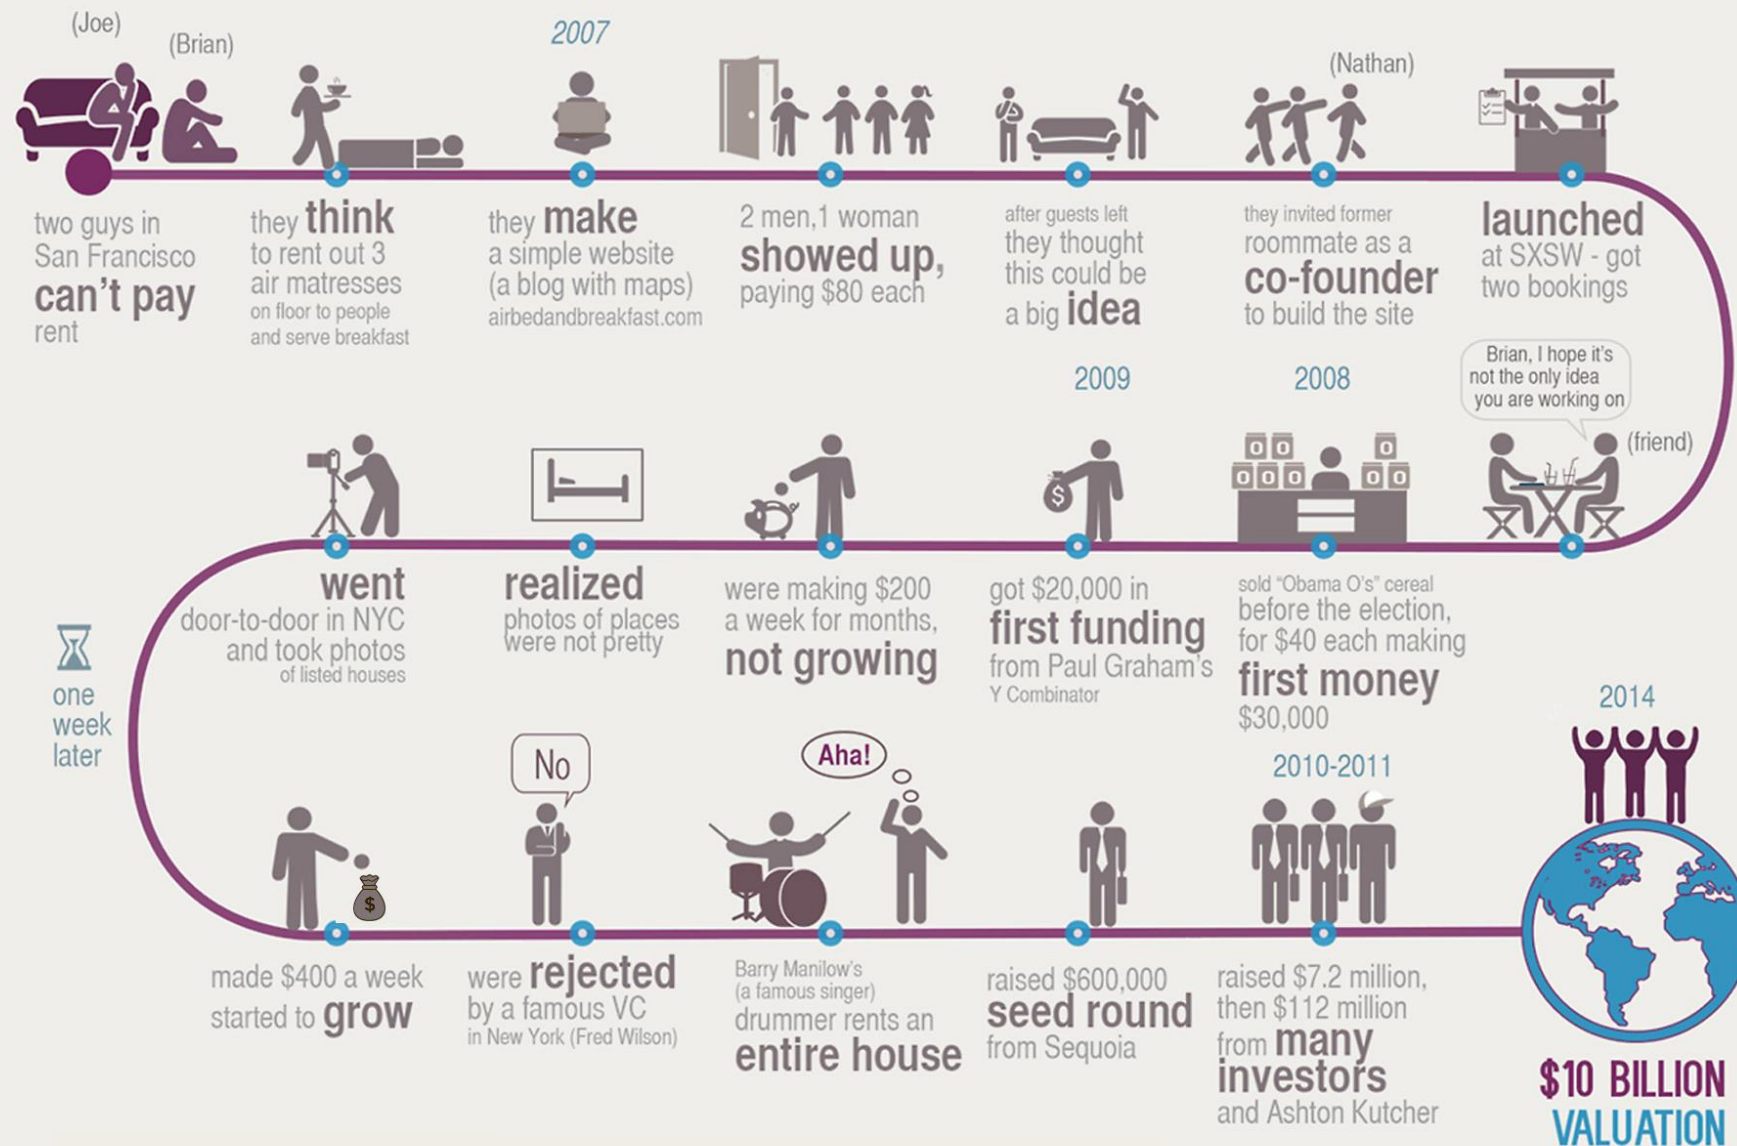 (Joe)
(Brian)
two guys in
San Francisco
can't pay
rent
they think
to rent out 3
air matresses
on floor to people
and serve breakfast
2007
they make
a simple website
(a blog with maps)
airbedandbreakfast.com
2 men,1 woman
showed up,
paying $80 each
after guests left
they thought
this could be
a big idea
(Nathan)
they invited former
roommate as a
co-founder
to build the site
launched
at SXSW - got
two bookings
Brian, I hope it's
not the only idea
you are working on
(friend)
2008
0 0 0
0 0 0 0 0
sold "Obama O's" cereal
before the election,
for $40 each making
first money
$30,000
2009
$
got $20,000 in
first funding
from Paul Graham's
Y Combinator
were making $200
a week for months,
not growing
realized
photos of places
were not pretty
went
door-to-door in NYC
and took photos
of listed houses
one
week
later
$
made $400 a week
started to grow
No
were rejected
by a famous VC
in New York (Fred Wilson)
Aha!
Barry Manilow's
(a famous singer)
drummer rents an
entire house
raised $600,000
seed round
from Sequoia
2010-2011
raised $7.2 million,
then $112 million
from many
investors
and Ashton Kutcher
2014
$10 BILLION
VALUATION